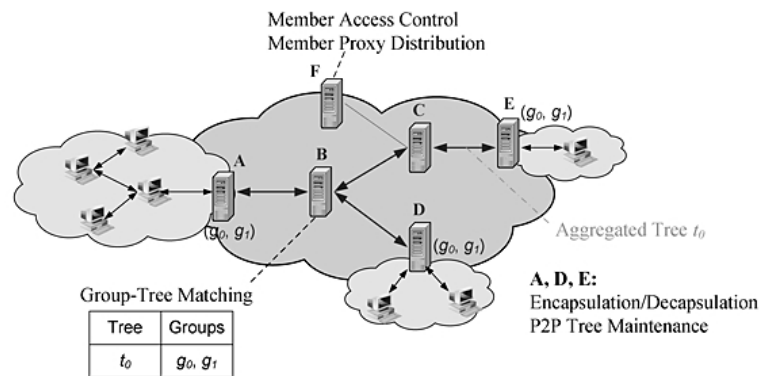 Member Access Control
Member Proxy Distribution
F
C
E
(g0, g1)
A
B
(g0, g1)
D
(g0, g1)
Aggregated Tree t0
A, D, E:
Encapsulation/Decapsulation
P2P Tree Maintenance
Group-Tree Matching
Tree Groups
t0 g0, g1